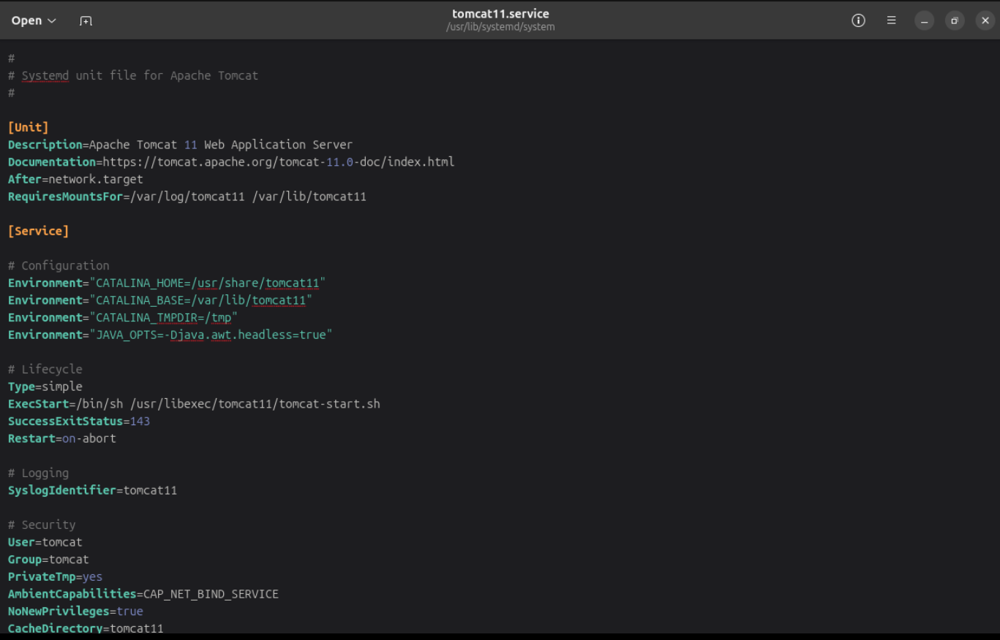 Open
tomcat11.service
/usr/lib/systemd/system
#
# Systemd unit file for Apache Tomcat
#
[Unit]
Description=Apache Tomcat 11 Web Application Server
Documentation=https://tomcat.apache.org/tomcat-11.0-doc/index.html
After=network.target
RequiresMountsFor=/var/log/tomcat11 /var/lib/tomcat11
[Service]
# Configuration
Environment="CATALINA_HOME=/usr/share/tomcat11"
Environment="CATALINA_BASE=/var/lib/tomcat11"
Environment="CATALINA_TMPDIR=/tmp"
Environment="JAVA_OPTS=-Djava.awt.headless=true"
# Lifecycle
Type=simple
ExecStart=/bin/sh /usr/libexec/tomcat11/tomcat-start.sh
SuccessExitStatus=143
Restart=on-abort
# Logging
SyslogIdentifier=tomcat11
# Security
User=tomcat
Group=tomcat
PrivateTmp=yes
AmbientCapabilities=CAP_NET_BIND_SERVICE
NoNewPrivileges=true
CacheDirectory=tomcat11